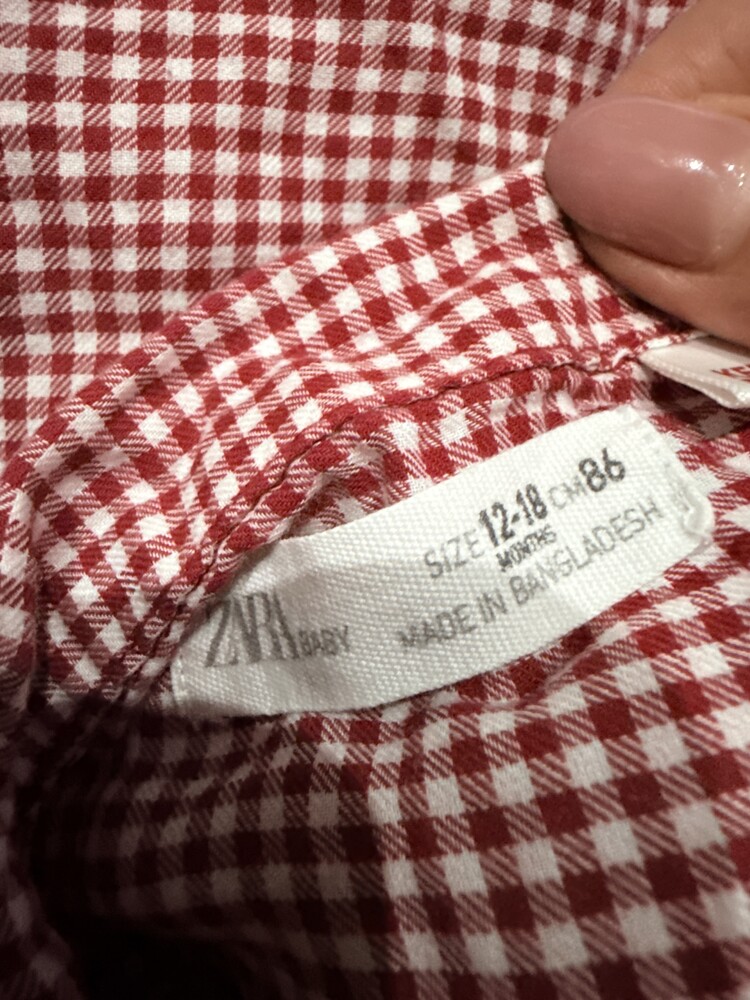 ZARA BABY
SIZE 12-18 CM 86
MONTHS
MADE IN BANGLADESH